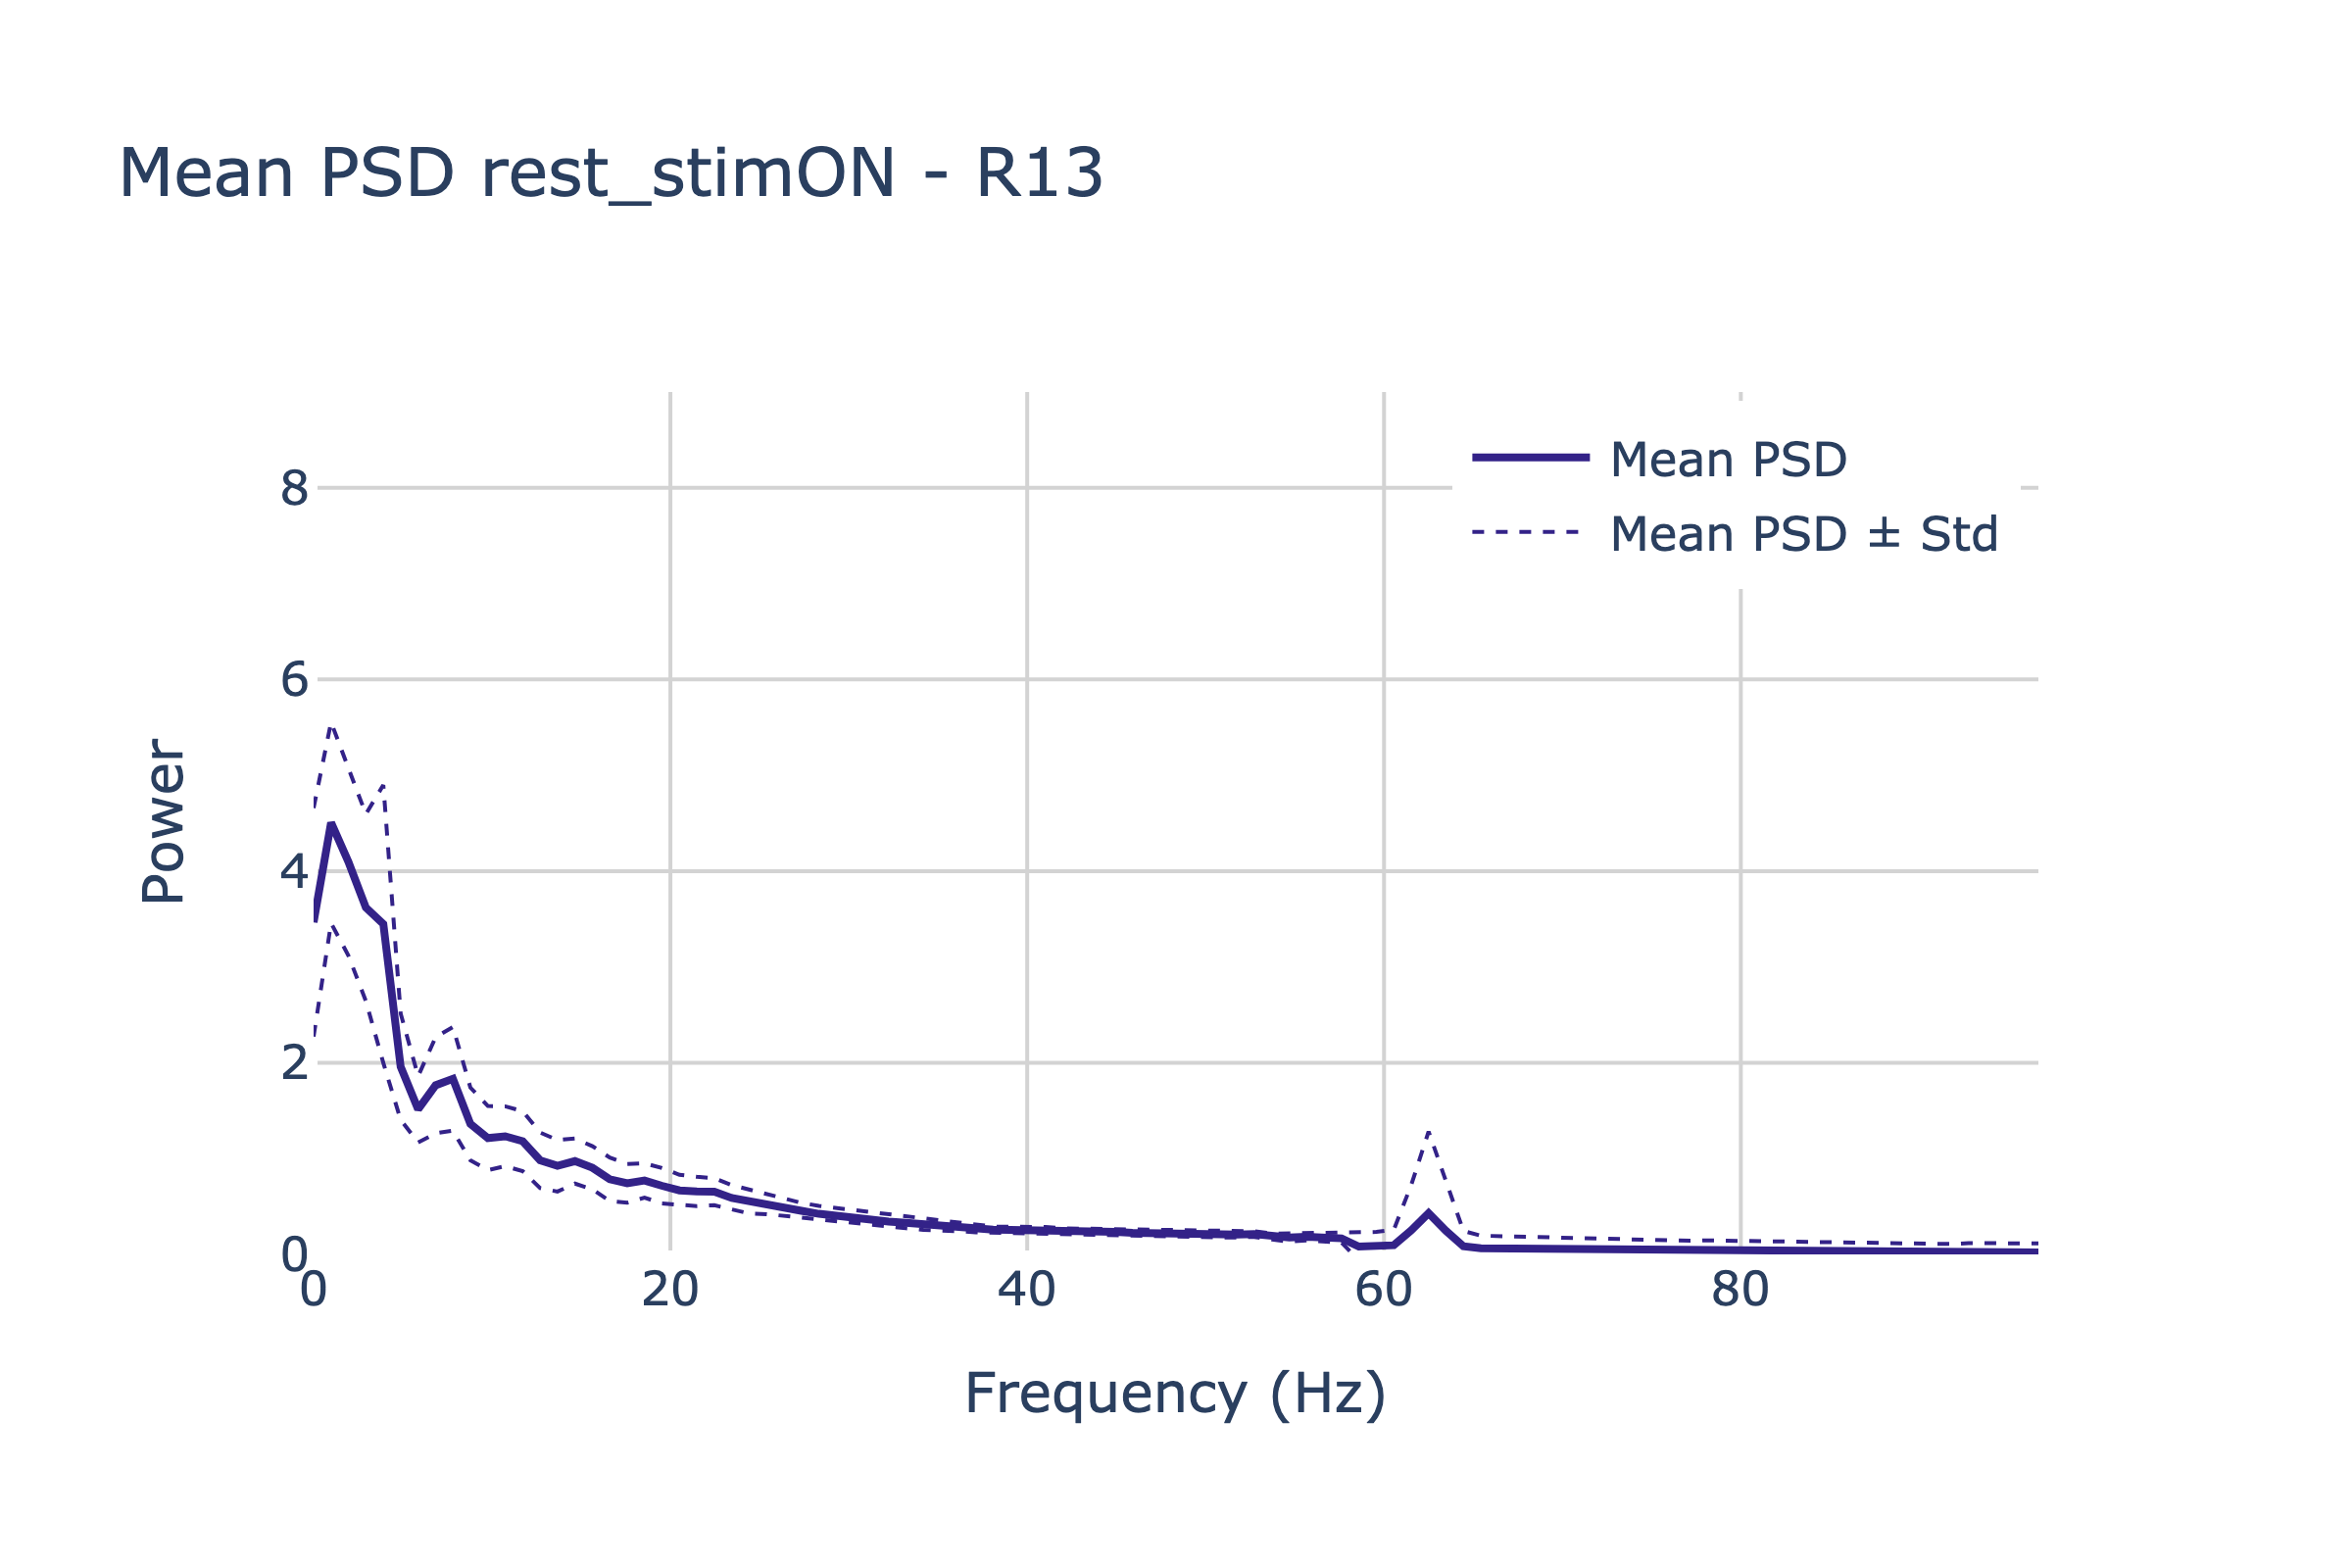 Mean PSD rest_stimON - R13
Mean PSD
Mean PSD ± Std
8
6
4
2
0
Power
0 20 40 60 80
Frequency (Hz)